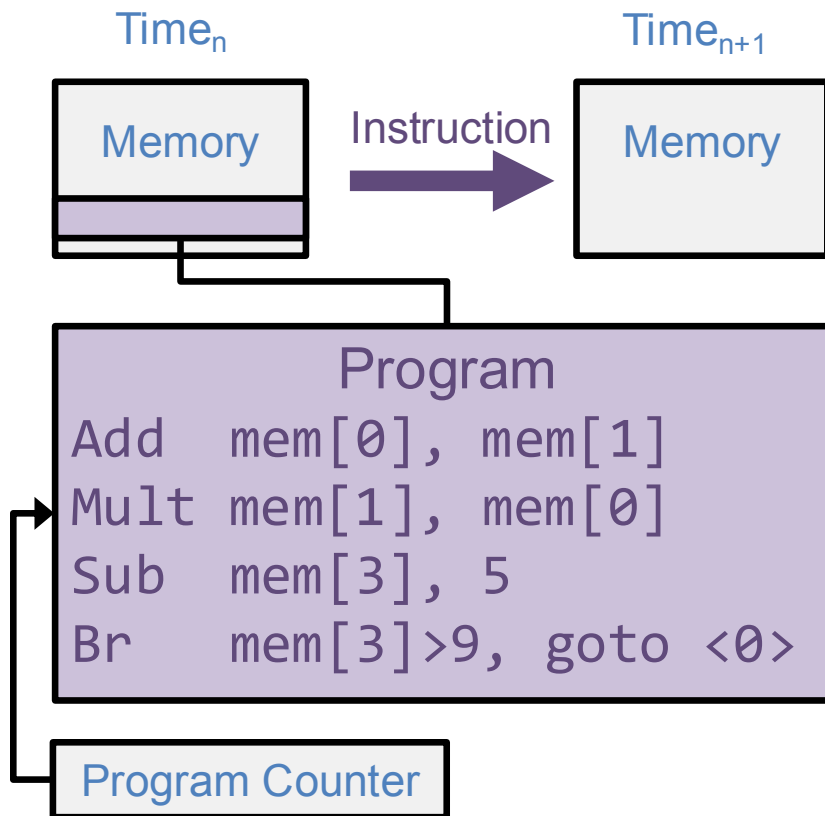 Timeₙ
Timeₙ₊₁
Memory
Instruction
Memory
Program
Add mem[0], mem[1]
Mult mem[1], mem[0]
Sub mem[3], 5
Br mem[3]>9, goto <0>
Program Counter